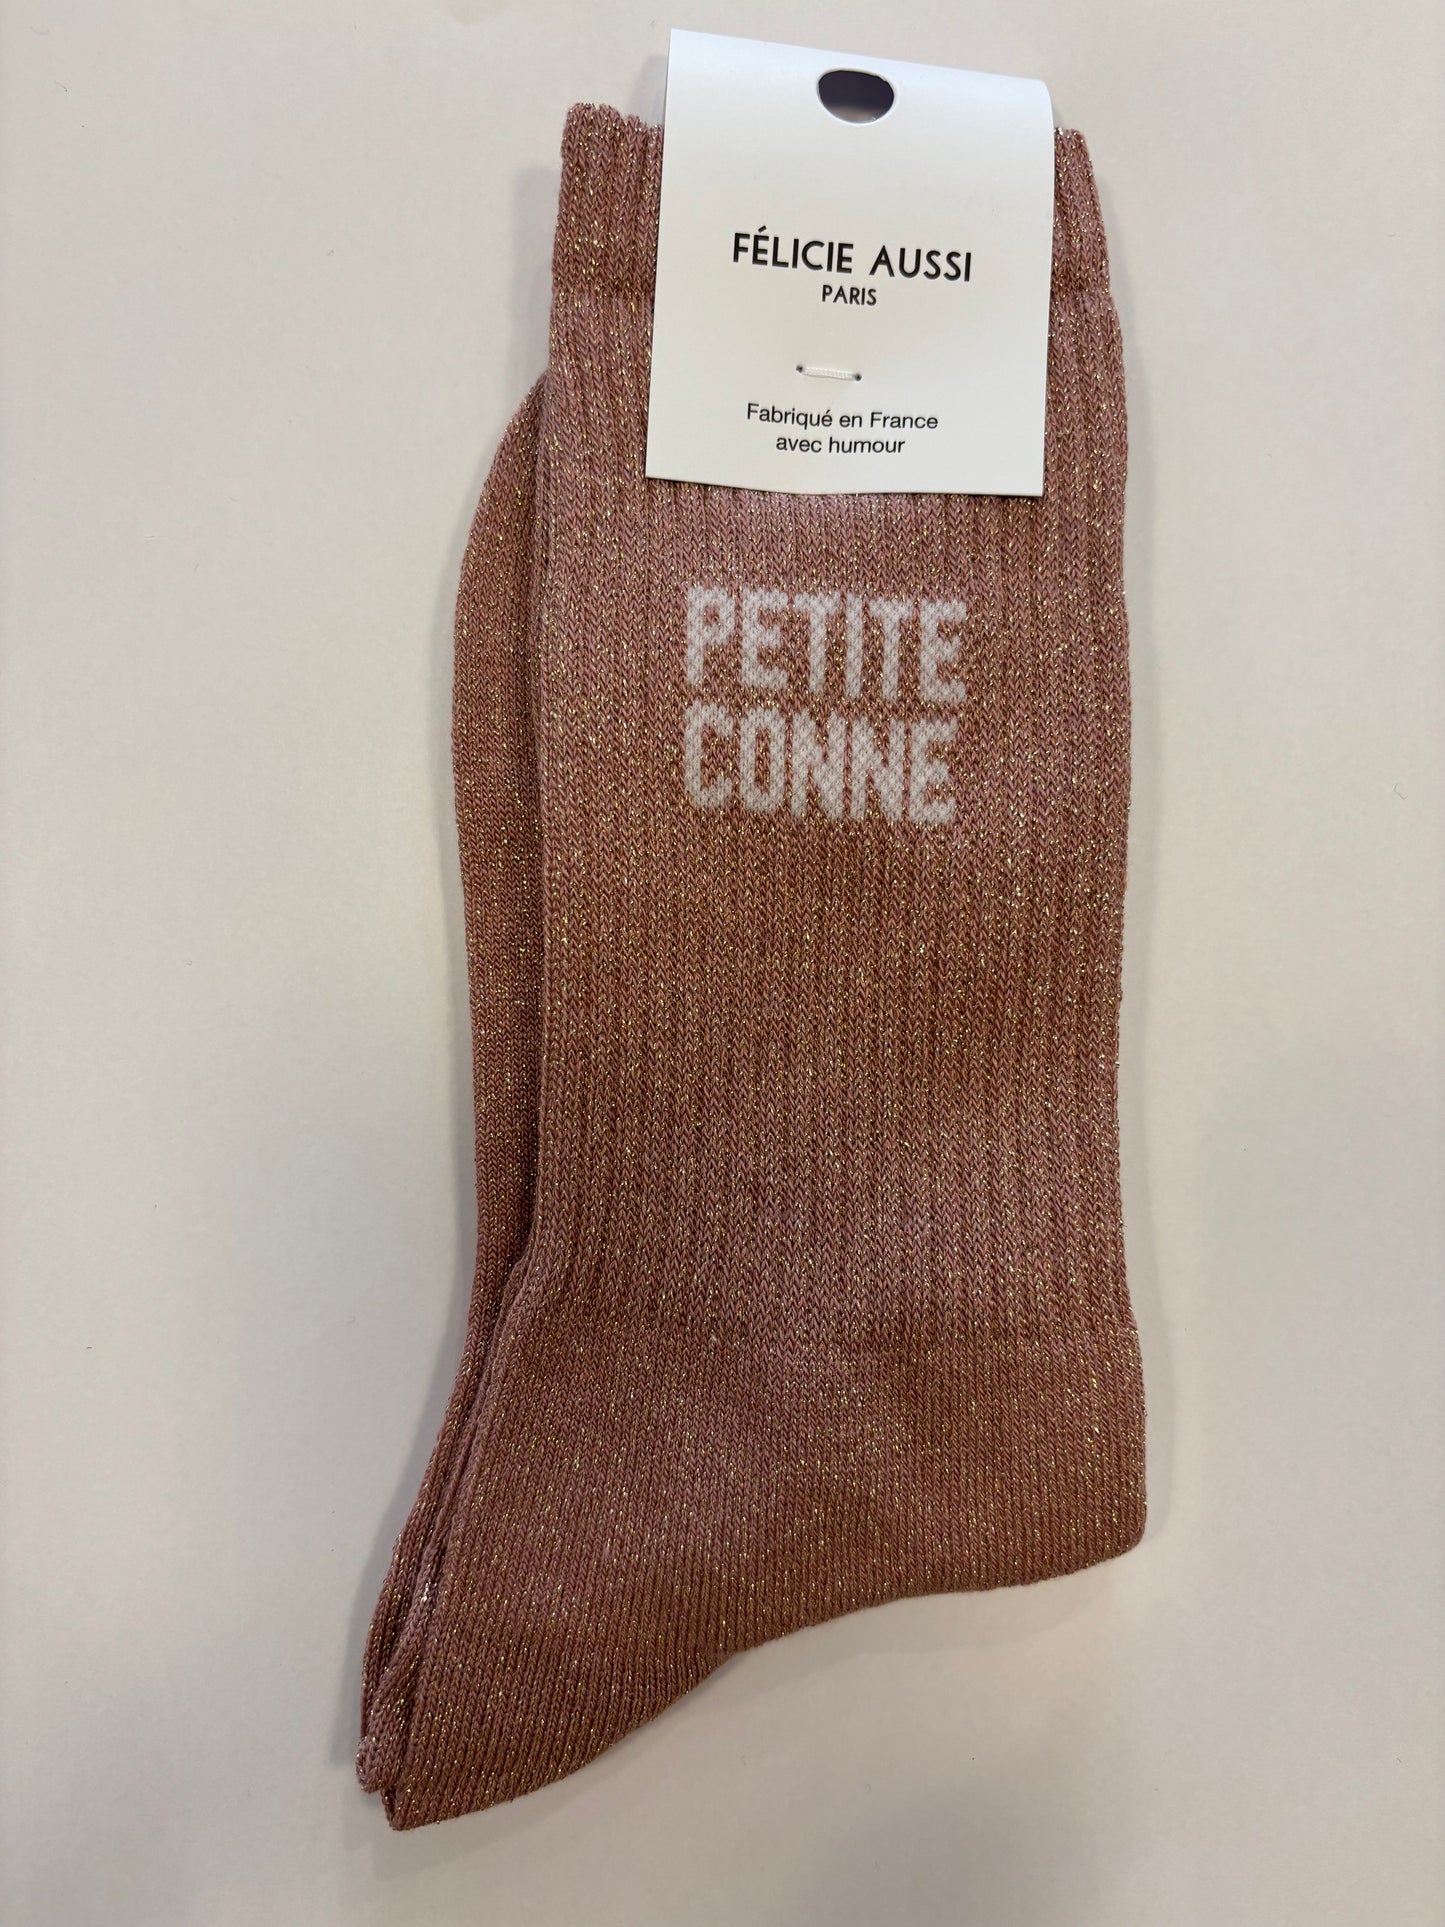 FÉLICIE AUSSI
PARIS
Fabriqué en France
avec humour
PETITE
CONNE